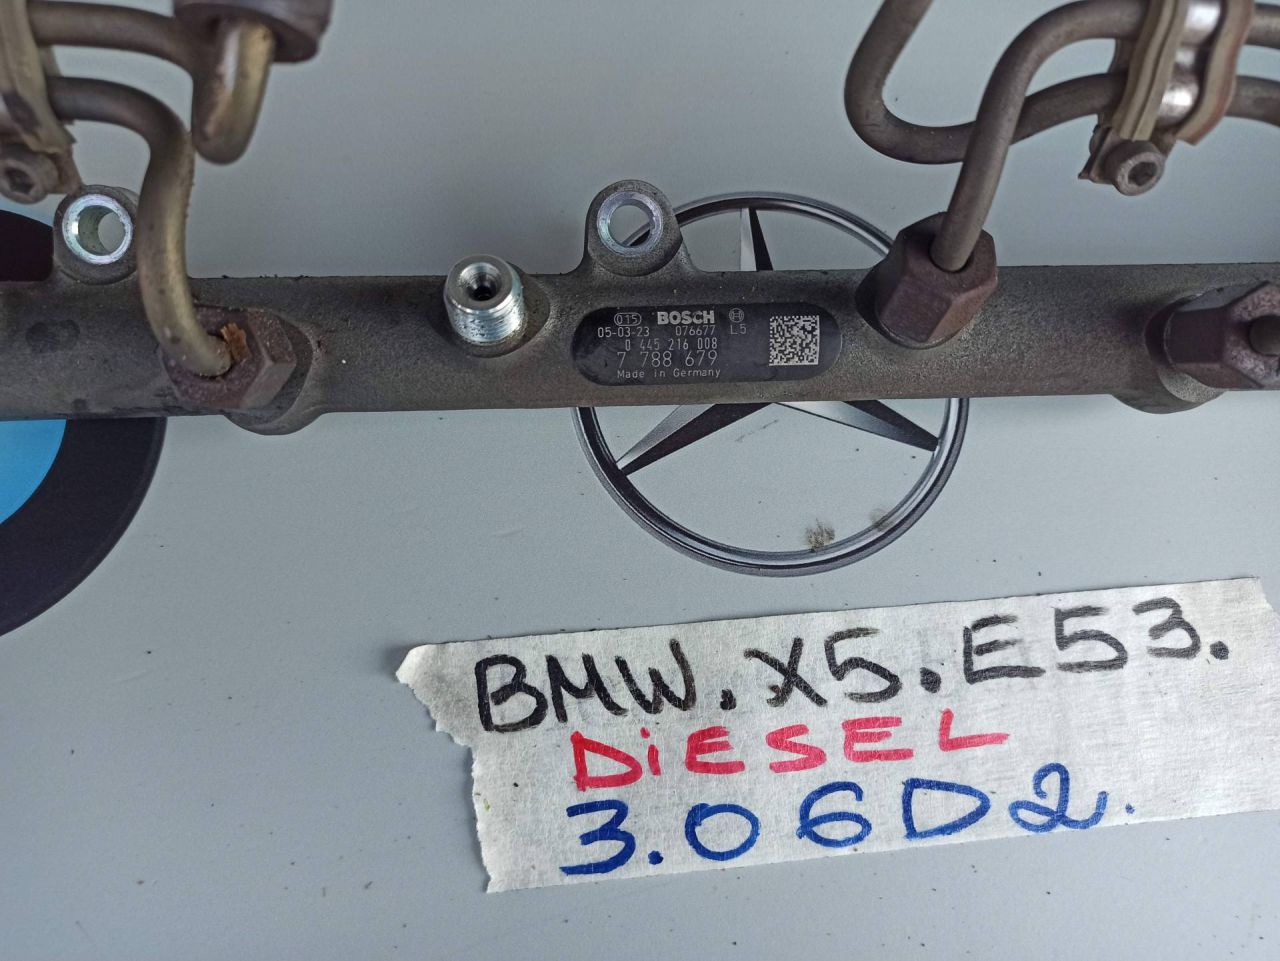 015 BOSCH
05-03-23 076677 L5
0 445 216 008
7 788 679
Made in Germany
BMW.X5.E53.
DiESEL
3.06D2.